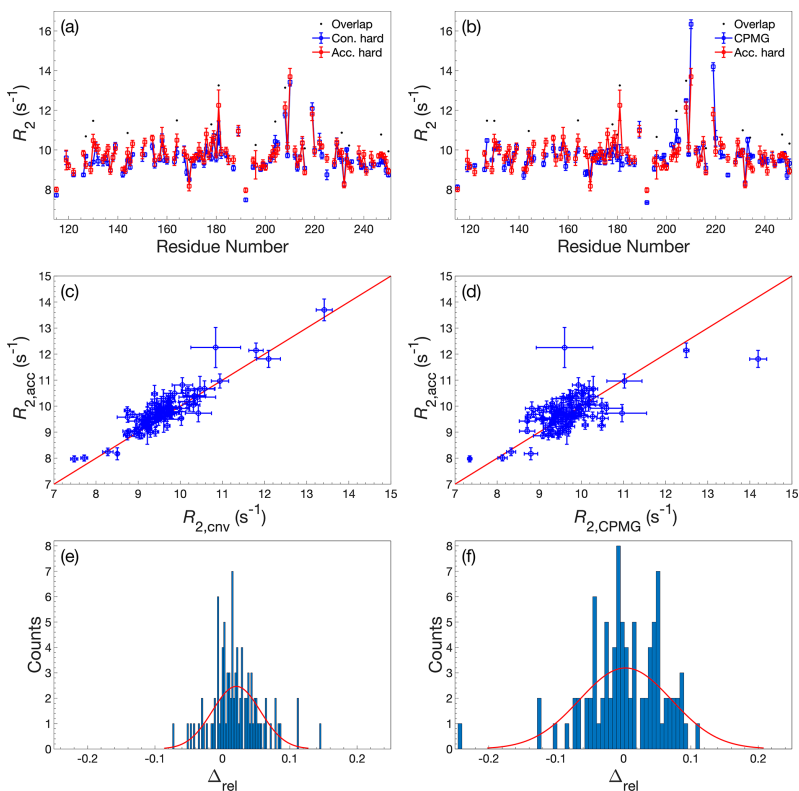 (a)
Overlap
Con. hard
Acc. hard
16
14
12
10
8
R2 (s-1)
120 140 160 180 200 220 240
Residue Number
(b)
Overlap
CPMG
Acc. hard
16
14
12
10
8
R2 (s-1)
120 140 160 180 200 220 240
Residue Number
(c)
15
14
13
12
11
10
9
8
7
R2,acc (s-1)
7 8 9 10 11 12 13 14 15
R2,cnv (s-1)
(d)
15
14
13
12
11
10
9
8
7
R2,acc (s-1)
7 8 9 10 11 12 13 14 15
R2,CPMG (s-1)
(e)
8
7
6
5
4
3
2
1
0
Counts
-0.2 -0.1 0 0.1 0.2
Δrel
(f)
8
7
6
5
4
3
2
1
0
Counts
-0.2 -0.1 0 0.1 0.2
Δrel